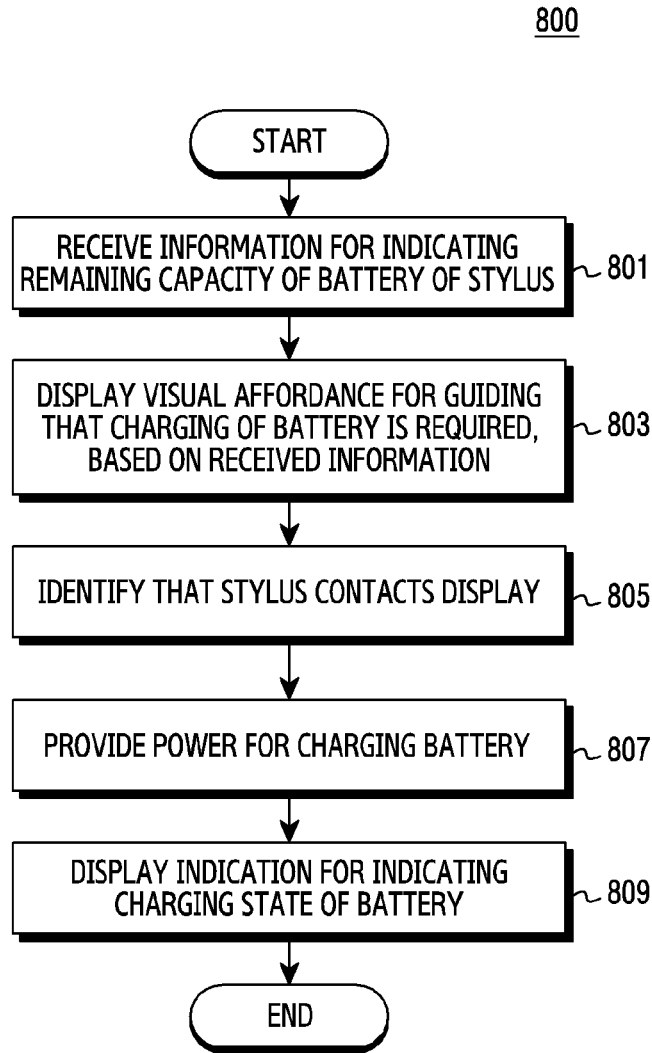 800
START
RECEIVE INFORMATION FOR INDICATING
REMAINING CAPACITY OF BATTERY OF STYLUS
801
DISPLAY VISUAL AFFORDANCE FOR GUIDING
THAT CHARGING OF BATTERY IS REQUIRED,
BASED ON RECEIVED INFORMATION
803
IDENTIFY THAT STYLUS CONTACTS DISPLAY
805
PROVIDE POWER FOR CHARGING BATTERY
807
DISPLAY INDICATION FOR INDICATING
CHARGING STATE OF BATTERY
809
END